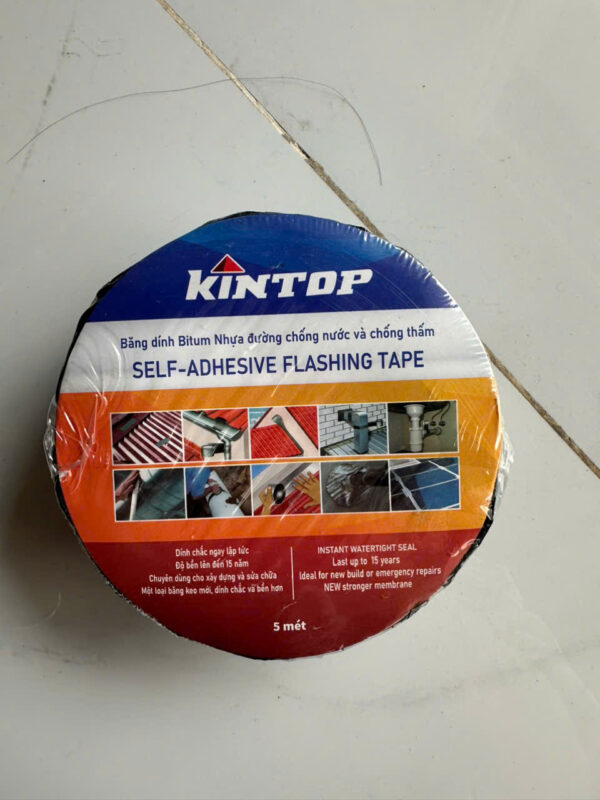 KINTOP
Băng dính Bitum Nhựa đường chống nước và chống thấm
SELF-ADHESIVE FLASHING TAPE
Dính chắc ngay lập tức
Độ bền lên đến 15 năm
Chuyên dùng cho xây dựng và sửa chữa
Một loại băng keo mới, dính chắc và bền hơn
INSTANT WATERTIGHT SEAL
Last up to 15 years
Ideal for new build or emergency repairs
NEW stronger membrane
5 mét